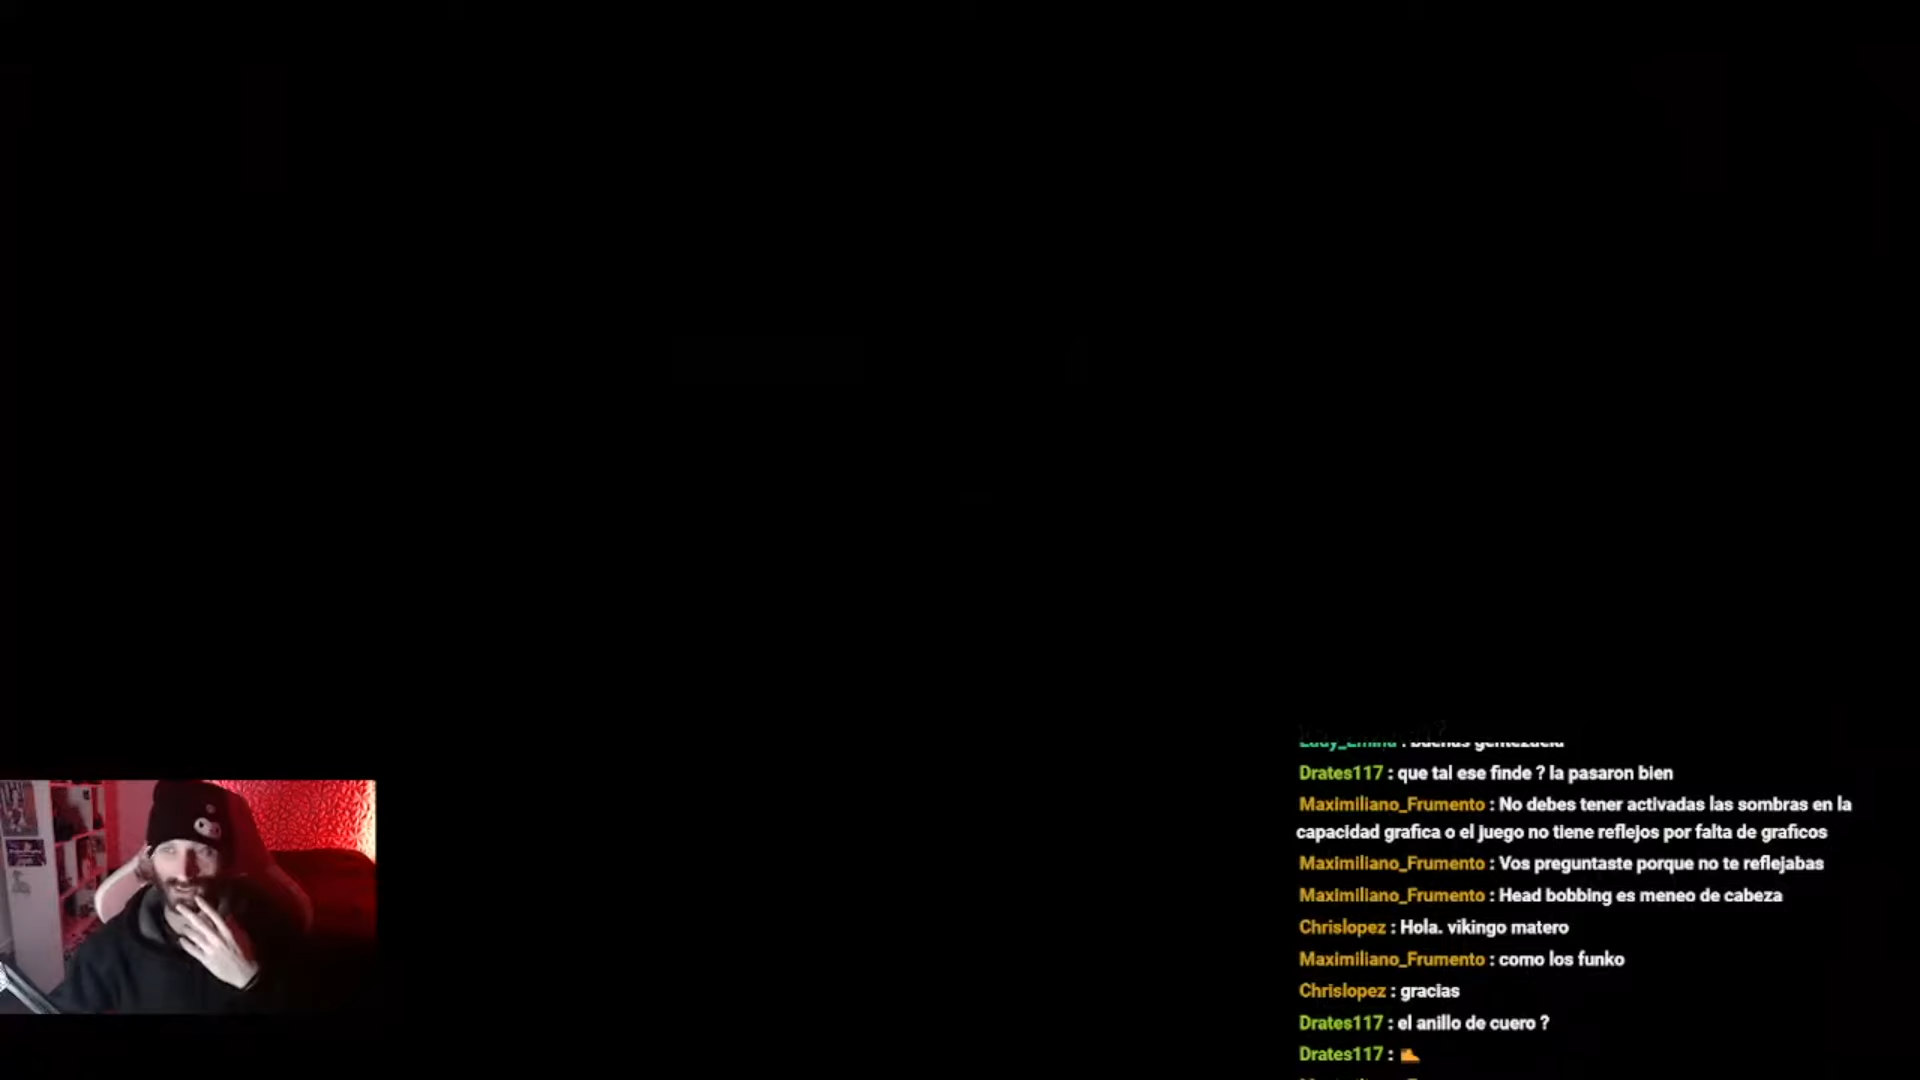 Lady_Emina : buenas gentezuela
Drates117 : que tal ese finde ? la pasaron bien
Maximiliano_Frumento : No debes tener activadas las sombras en la
capacidad grafica o el juego no tiene reflejos por falta de graficos
Maximiliano_Frumento : Vos preguntaste porque no te reflejabas
Maximiliano_Frumento : Head bobbing es meneo de cabeza
Chrislopez : Hola. vikingo matero
Maximiliano_Frumento : como los funko
Chrislopez : gracias
Drates117 : el anillo de cuero ?
Drates117 :